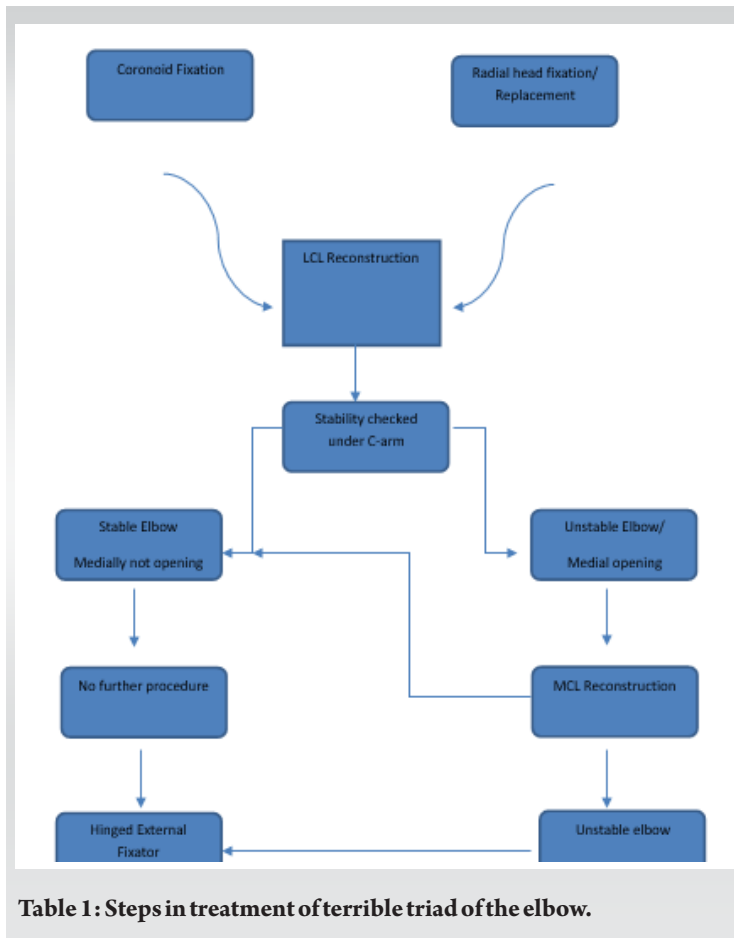 Coronoid Fixation
Radial head fixation/
Replacement
LCL Reconstruction
Stability checked
under C-arm
Stable Elbow
Medially not opening
Unstable Elbow/
Medial opening
No further procedure
MCL Reconstruction
Hinged External
Fixator
Unstable elbow
Table 1: Steps in treatment of terrible triad of the elbow.